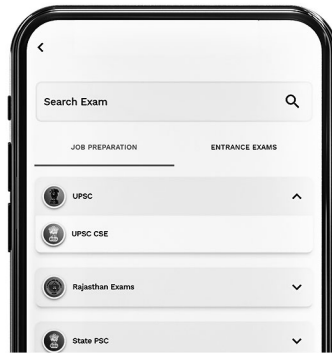 Search Exam
JOB PREPARATION ENTRANCE EXAMS
UPSC
UPSC CSE
Rajasthan Exams
State PSC